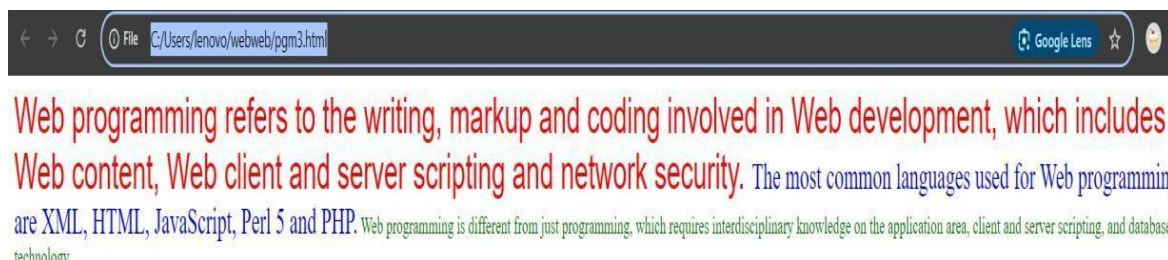 File C:/Users/lenovo/webweb/pgm3.html Google Lens
Web programming refers to the writing, markup and coding involved in Web development, which includes
Web content, Web client and server scripting and network security. The most common languages used for Web programmin
are XML, HTML, JavaScript, Perl 5 and PHP. Web programming is different from just programming, which requires interdisciplinary knowledge on the application area, client and server scripting, and database
technology.